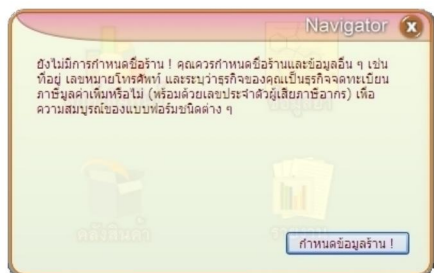 Navigator
ยังไม่มีการกำหนดชื่อร้าน ! คุณควรกำหนดชื่อร้านและข้อมูลอื่น ๆ เช่น
ที่อยู่ เลขหมายโทรศัพท์ และระบุว่าธุรกิจของคุณเป็นธุรกิจจดทะเบียน
ภาษีมูลค่าเพิ่มหรือไม่ (พร้อมด้วยเลขประจำตัวผู้เสียภาษีอากร) เพื่อ
ความสมบูรณ์ของแบบฟอร์มชนิดต่าง ๆ
คลังสินค้า
กำหนดข้อมูลร้าน !